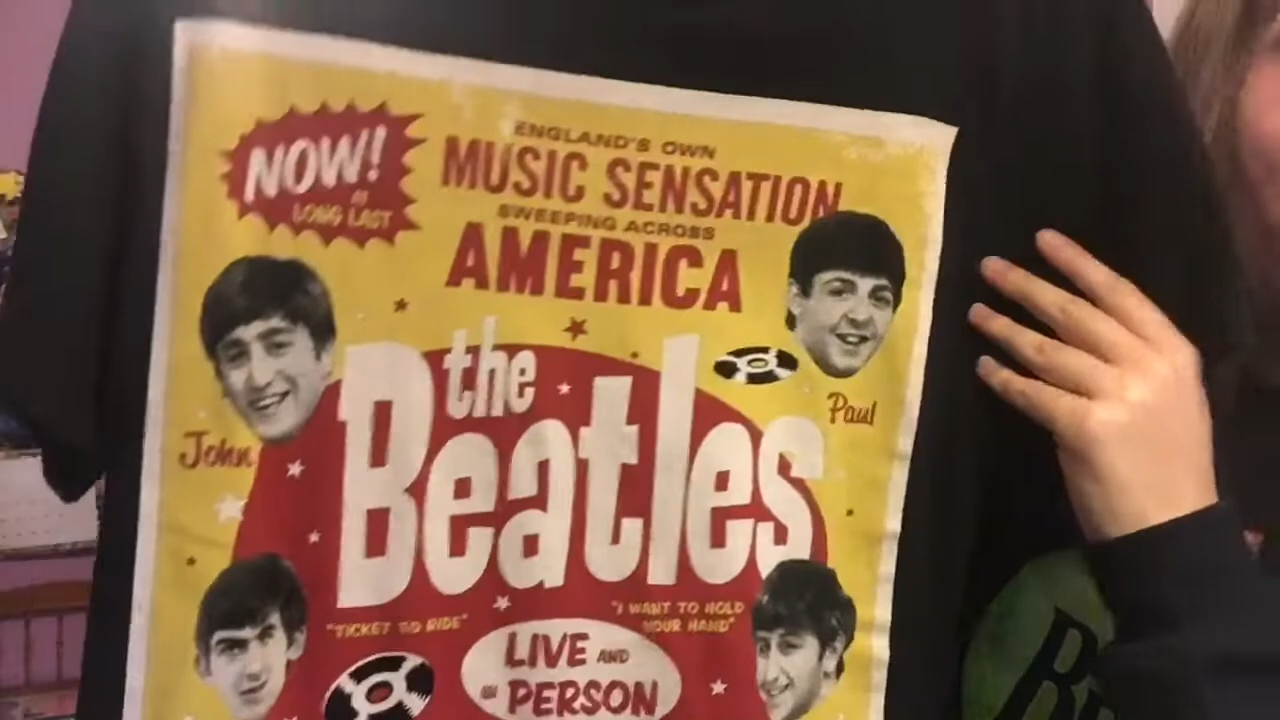 NOW!
AT
LONG LAST
ENGLAND'S OWN
MUSIC SENSATION
SWEEPING ACROSS
AMERICA
John
Paul
the
Beatles
"TICKET TO RIDE"
"I WANT TO HOLD
YOUR HAND"
LIVE AND
IN PERSON